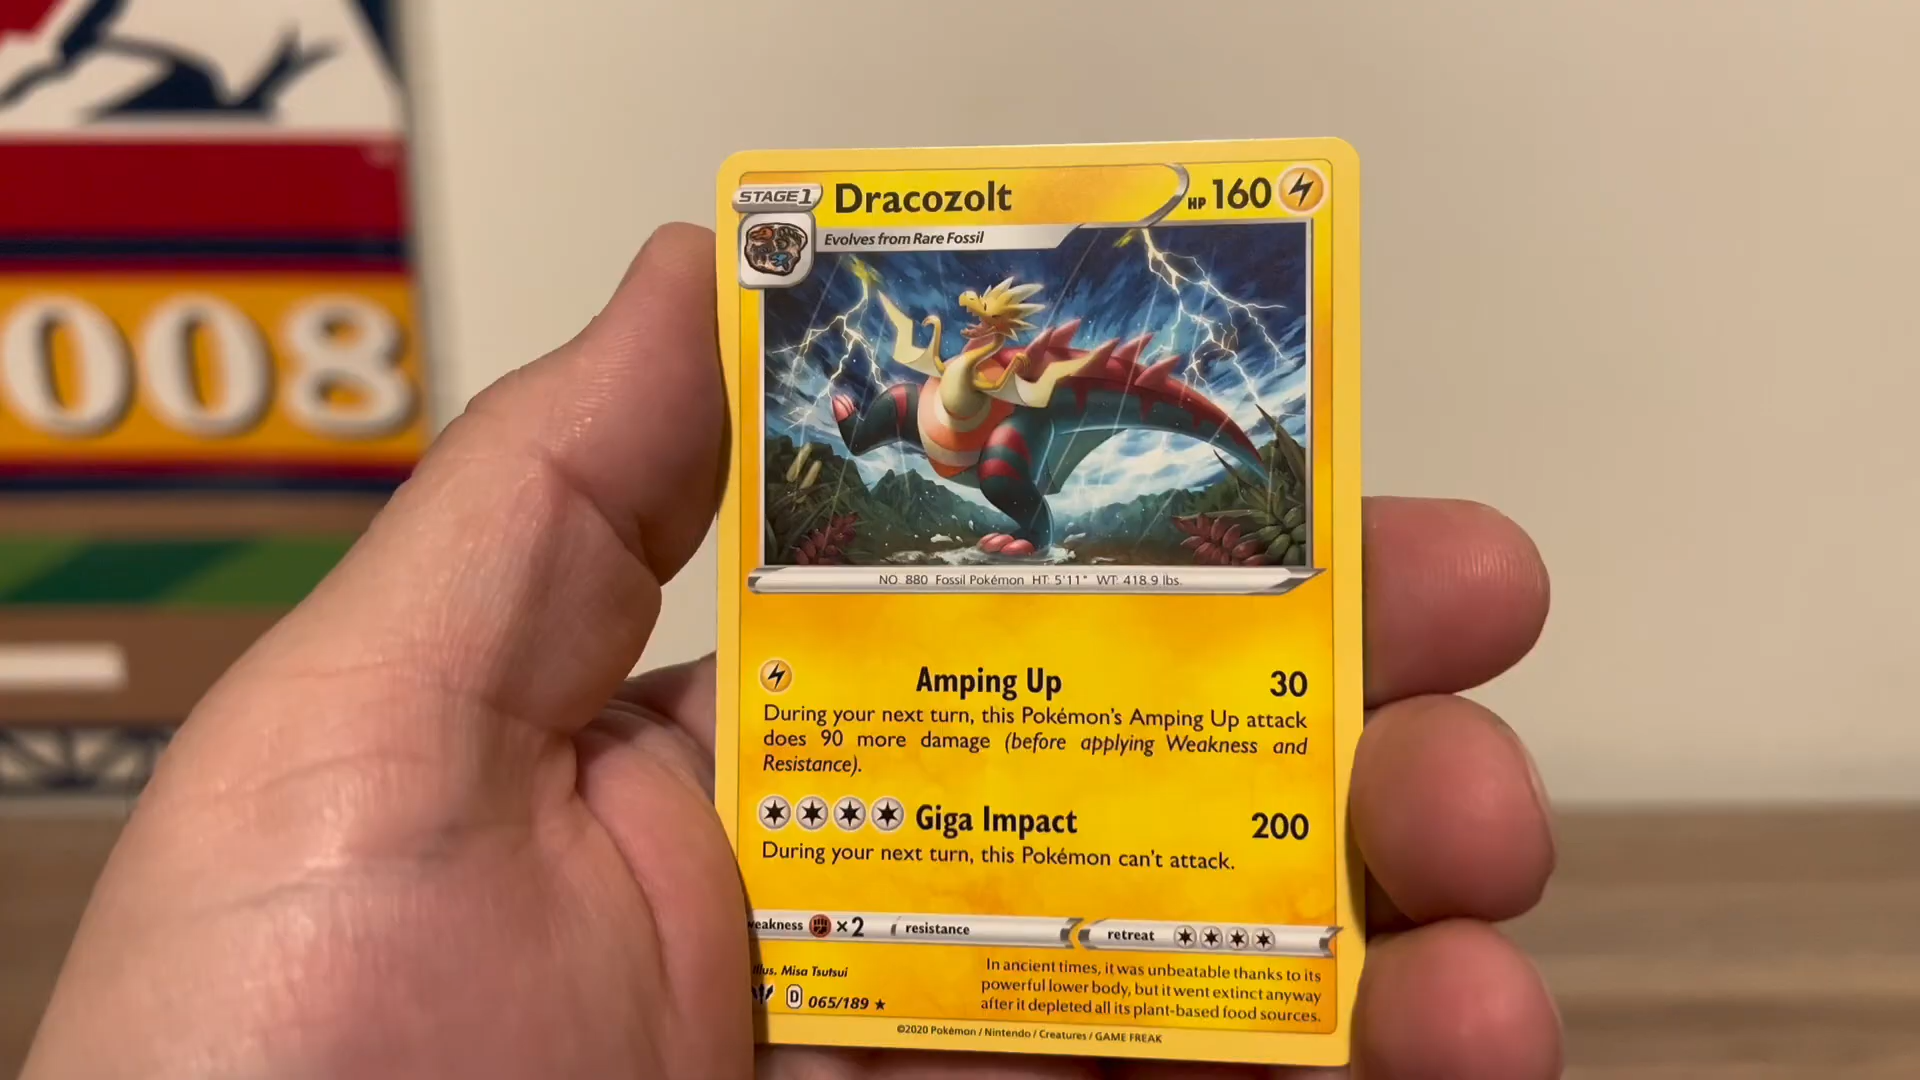 008
STAGE 1 Dracozolt HP 160
Evolves from Rare Fossil
NO. 880 Fossil Pokémon HT: 5'11" WT: 418.9 lbs.
Amping Up 30
During your next turn, this Pokémon's Amping Up attack
does 90 more damage (before applying Weakness and
Resistance).
Giga Impact 200
During your next turn, this Pokémon can't attack.
weakness ×2 resistance retreat
Illus. Misa Tsutsui
D 065/189 ★
In ancient times, it was unbeatable thanks to its
powerful lower body, but it went extinct anyway
after it depleted all its plant-based food sources.
©2020 Pokémon / Nintendo / Creatures / GAME FREAK